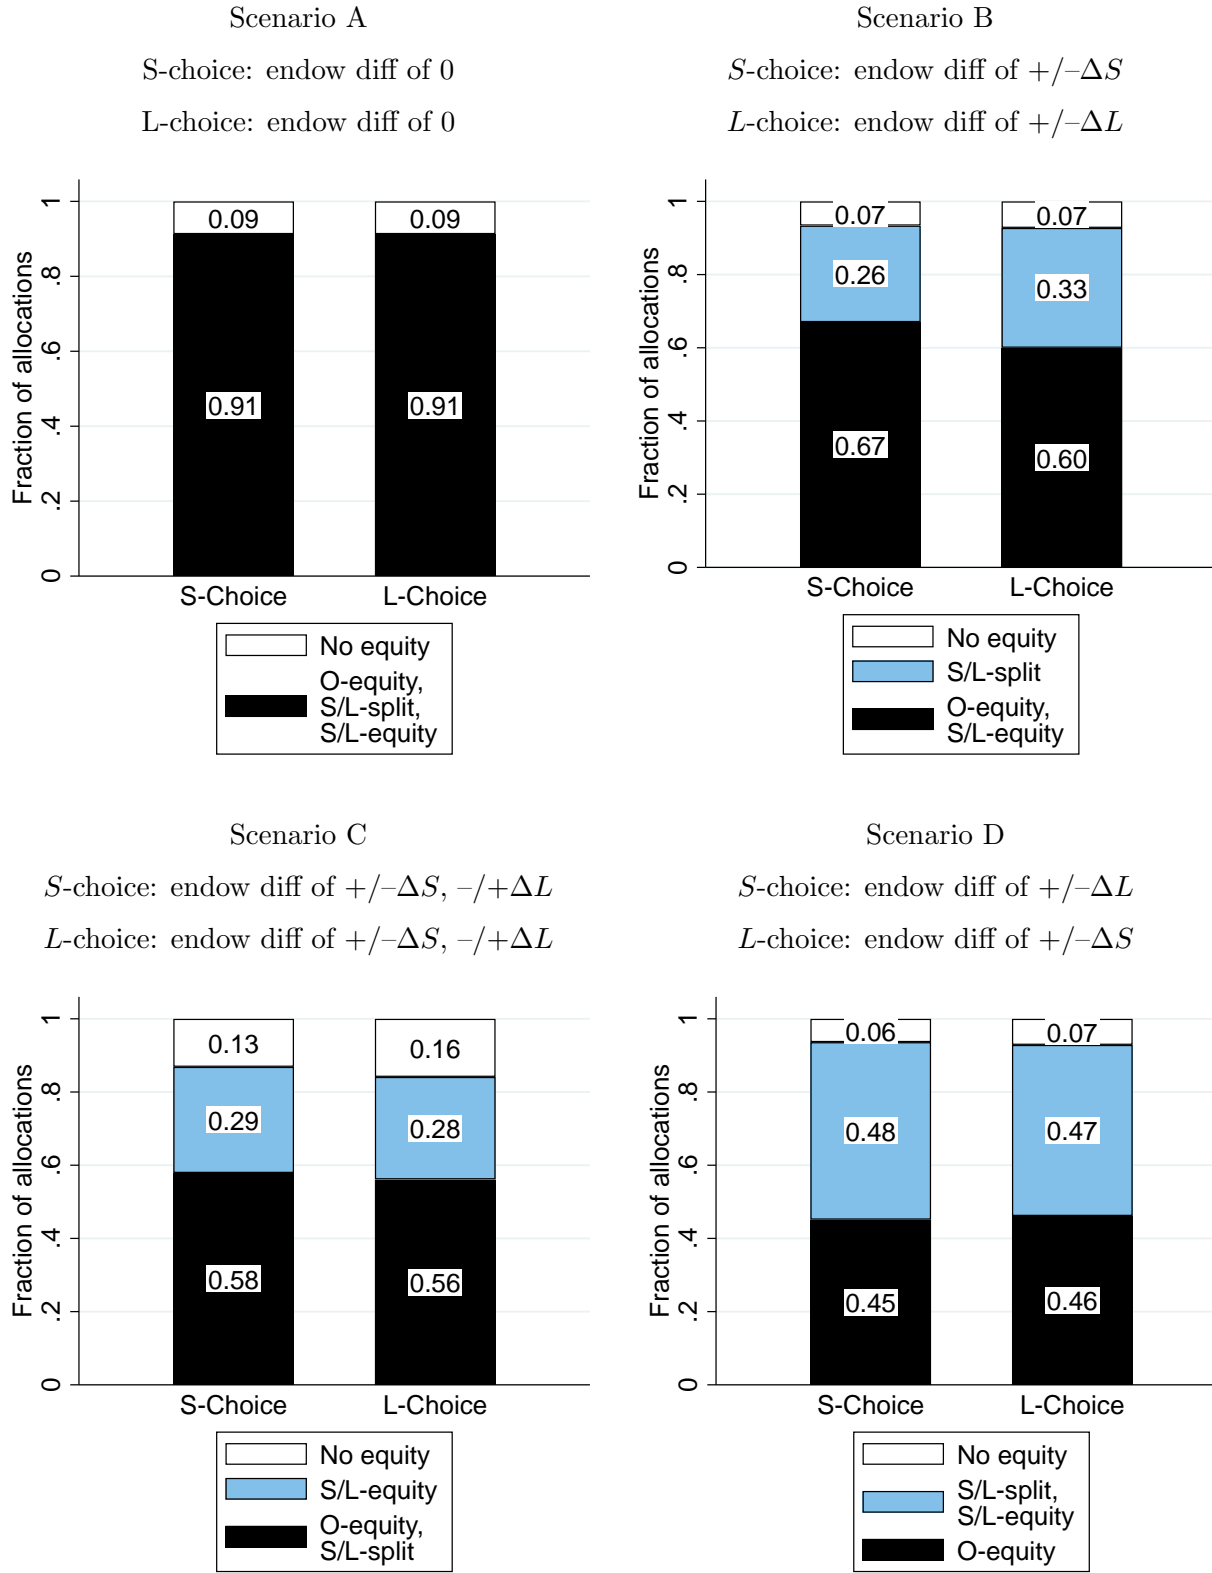 Scenario A
S-choice: endow diff of 0
L-choice: endow diff of 0
Fraction of allocations
1
.8
.6
.4
.2
0
0.09
0.09
0.91
0.91
S-Choice
L-Choice
No equity
O-equity,
S/L-split,
S/L-equity
Scenario B
S-choice: endow diff of +/–ΔS
L-choice: endow diff of +/–ΔL
Fraction of allocations
1
.8
.6
.4
.2
0
0.07
0.07
0.26
0.33
0.67
0.60
S-Choice
L-Choice
No equity
S/L-split
O-equity,
S/L-equity
Scenario C
S-choice: endow diff of +/–ΔS, –/+ΔL
L-choice: endow diff of +/–ΔS, –/+ΔL
Fraction of allocations
1
.8
.6
.4
.2
0
0.13
0.16
0.29
0.28
0.58
0.56
S-Choice
L-Choice
No equity
S/L-equity
O-equity,
S/L-split
Scenario D
S-choice: endow diff of +/–ΔL
L-choice: endow diff of +/–ΔS
Fraction of allocations
1
.8
.6
.4
.2
0
0.06
0.07
0.48
0.47
0.45
0.46
S-Choice
L-Choice
No equity
S/L-split,
S/L-equity
O-equity